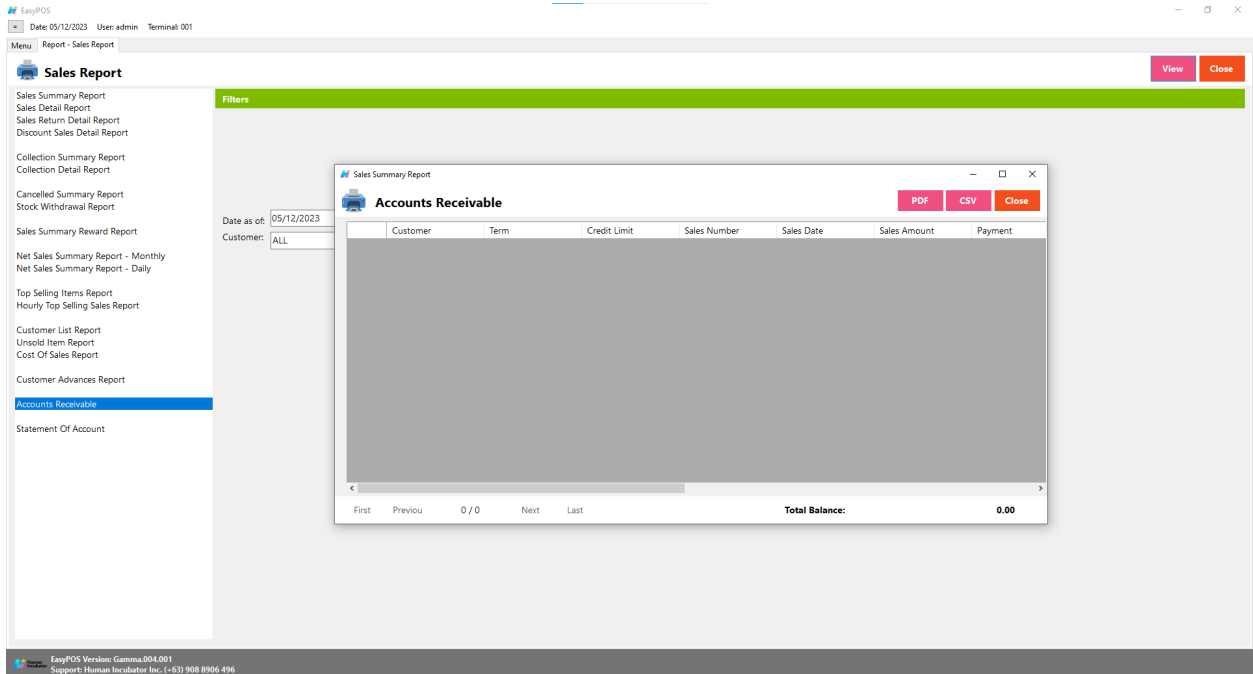 EasyPOS
Date: 05/12/2023 User: admin Terminal: 001
Menu Report - Sales Report
Sales Report
View Close
Sales Summary Report
Sales Detail Report
Sales Return Detail Report
Discount Sales Detail Report
Collection Summary Report
Collection Detail Report
Cancelled Summary Report
Stock Withdrawal Report
Sales Summary Reward Report
Net Sales Summary Report - Monthly
Net Sales Summary Report - Daily
Top Selling Items Report
Hourly Top Selling Sales Report
Customer List Report
Unsold Item Report
Cost Of Sales Report
Customer Advances Report
Accounts Receivable
Statement Of Account
Filters
Date as of: 05/12/2023
Customer: ALL
Sales Summary Report
Accounts Receivable
PDF CSV Close
Customer Term Credit Limit Sales Number Sales Date Sales Amount Payment
First Previou 0 / 0 Next Last Total Balance: 0.00
Human
Incubator
EasyPOS Version: Gamma.004.001
Support: Human Incubator Inc. (+63) 908 8906 496